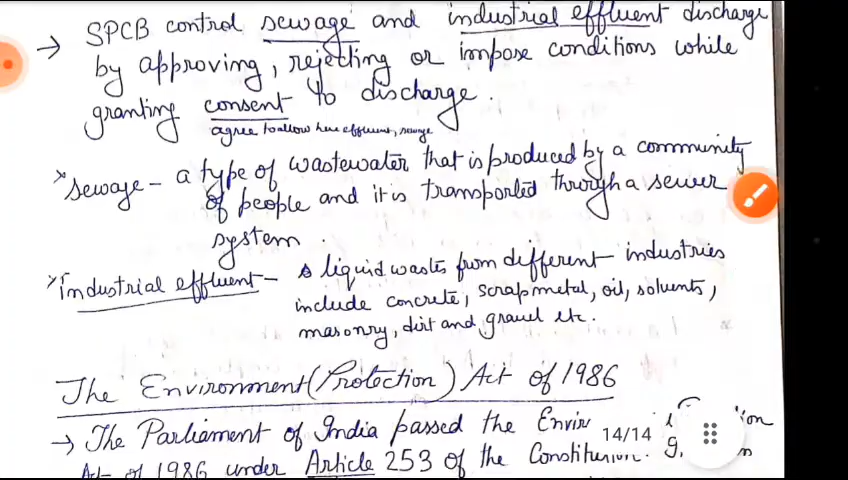 → SPCB control sewage and industrial effluent discharge
by approving, rejecting or impose conditions while
granting consent to discharge.
agree to allow here effluent, sewage
* Sewage – a type of wastewater that is produced by a community
of people and it is transported through a sewer
system.
* Industrial effluent – liquid wastes from different industries
include concrete, scrap metal, oil, solvents,
masonry, dirt and gravel etc.
The Environment (Protection) Act of 1986
→ The Parliament of India passed the Envir
14/14
Act of 1986 under Article 253 of the Constitution.